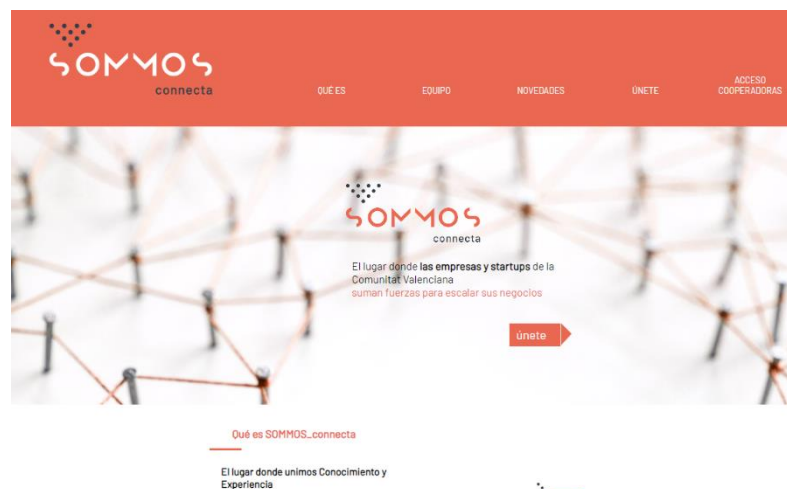 SOMMOS
connecta
QUÉ ES
EQUIPO
NOVEDADES
ÚNETE
ACCESO
COOPERADORAS
SOMMOS
connecta
El lugar donde las empresas y startups de la
Comunitat Valenciana
suman fuerzas para escalar sus negocios
únete
Qué es SOMMOS_connecta
El lugar donde unimos Conocimiento y
Experiencia